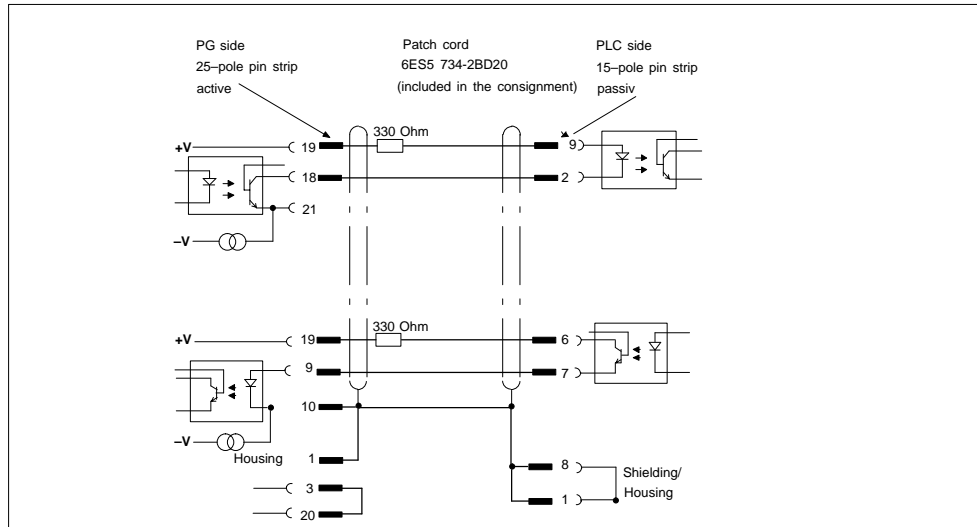 PG side
25–pole pin strip
active
Patch cord
6ES5 734-2BD20
(included in the consignment)
PLC side
15–pole pin strip
passiv
330 Ohm
+V
19
9
18
2
21
–V
330 Ohm
+V
19
6
9
7
10
–V
Housing
1
8
Shielding/
Housing
3
1
20